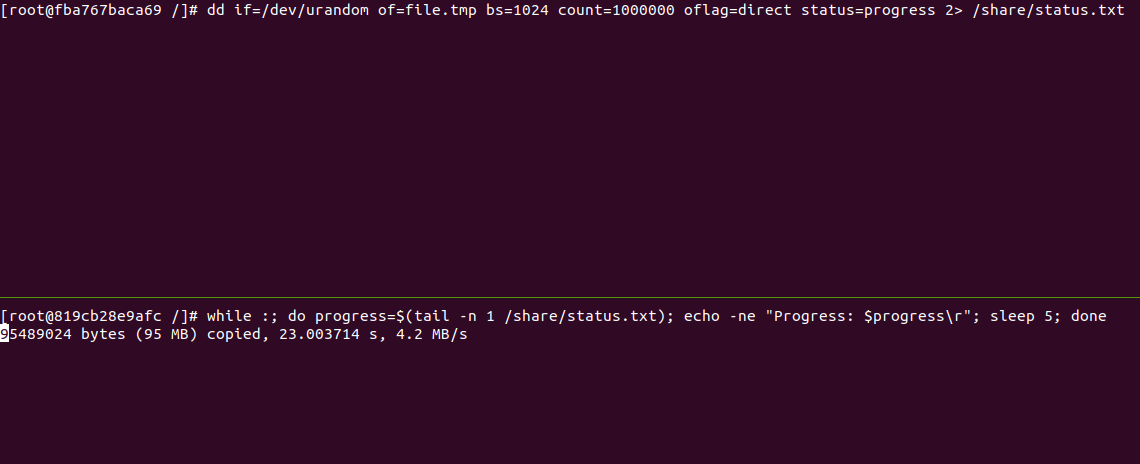 [root@fba767baca69 /]# dd if=/dev/urandom of=file.tmp bs=1024 count=1000000 oflag=direct status=progress 2> /share/status.txt
[root@819cb28e9afc /]# while :; do progress=$(tail -n 1 /share/status.txt); echo -ne "Progress: $progress\r"; sleep 5; done
95489024 bytes (95 MB) copied, 23.003714 s, 4.2 MB/s